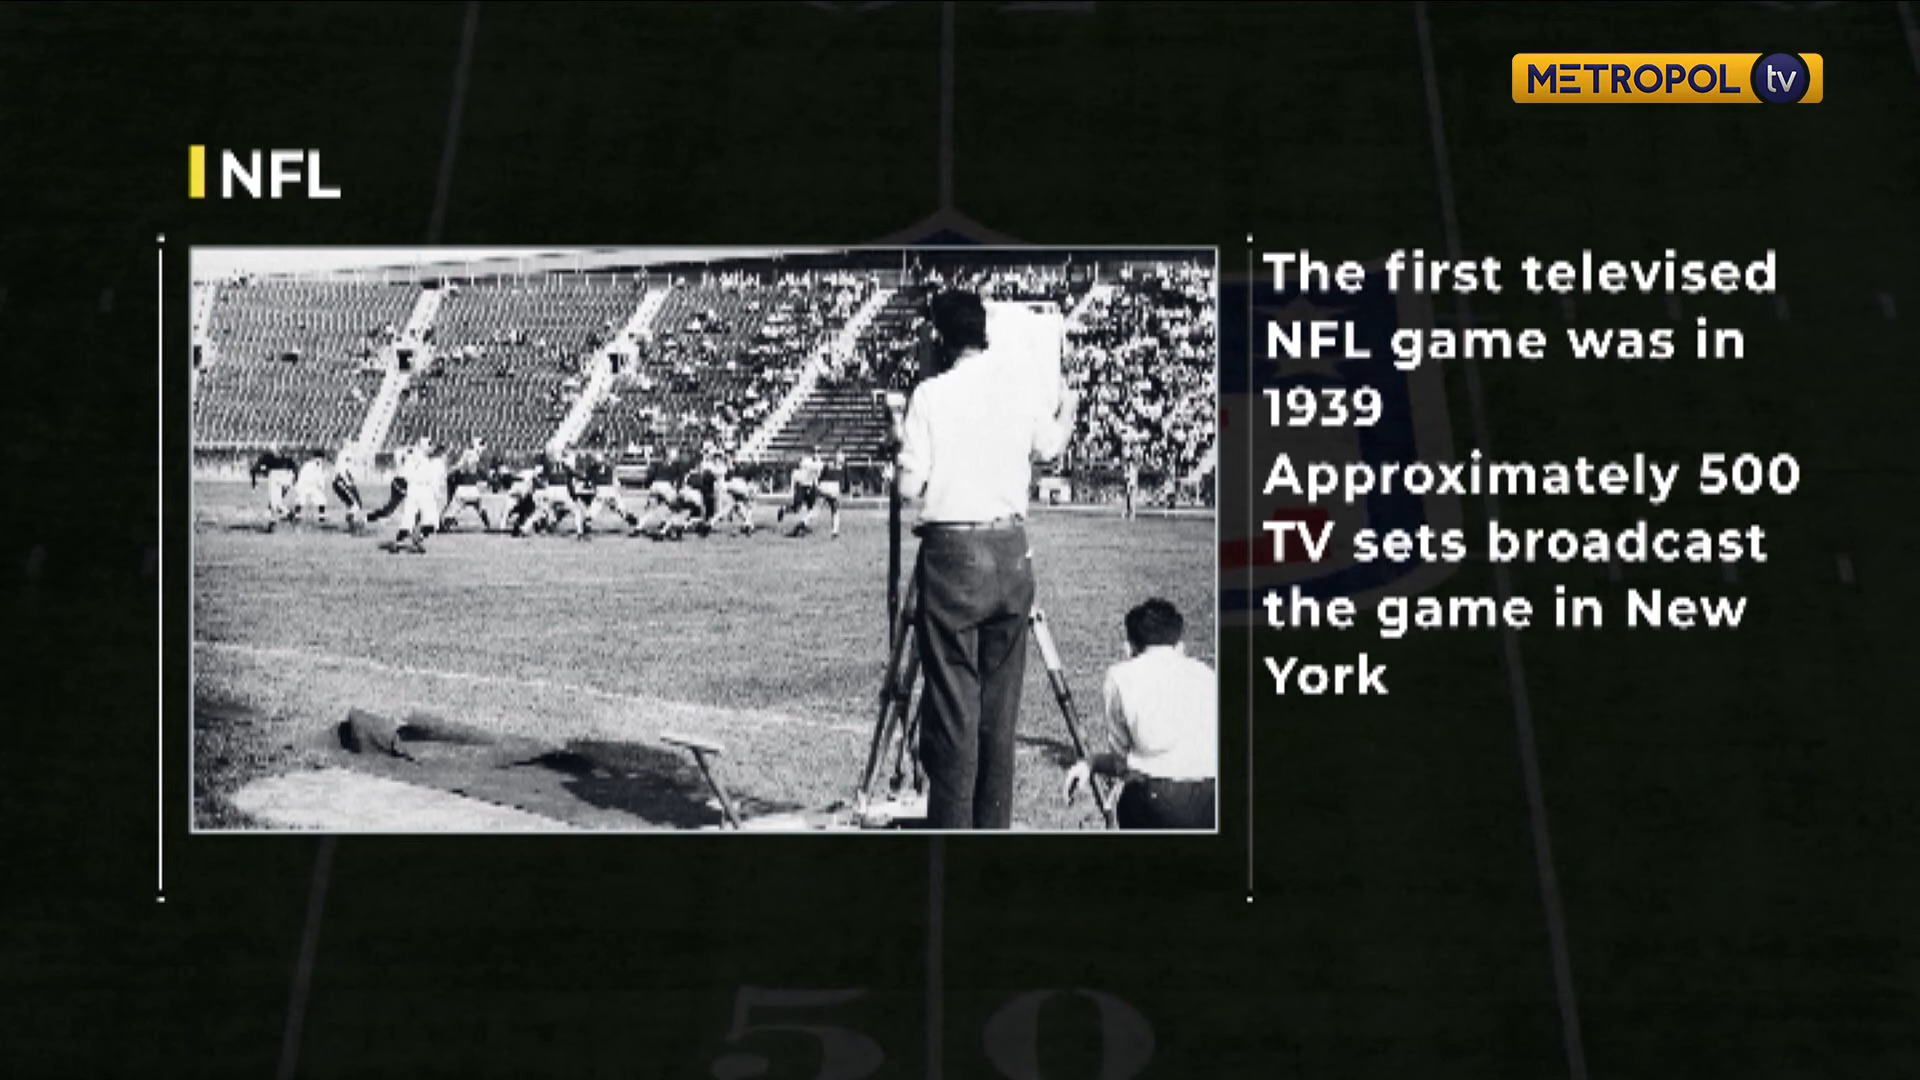 METROPOL tv
NFL
The first televised
NFL game was in
1939
Approximately 500
TV sets broadcast
the game in New
York
50